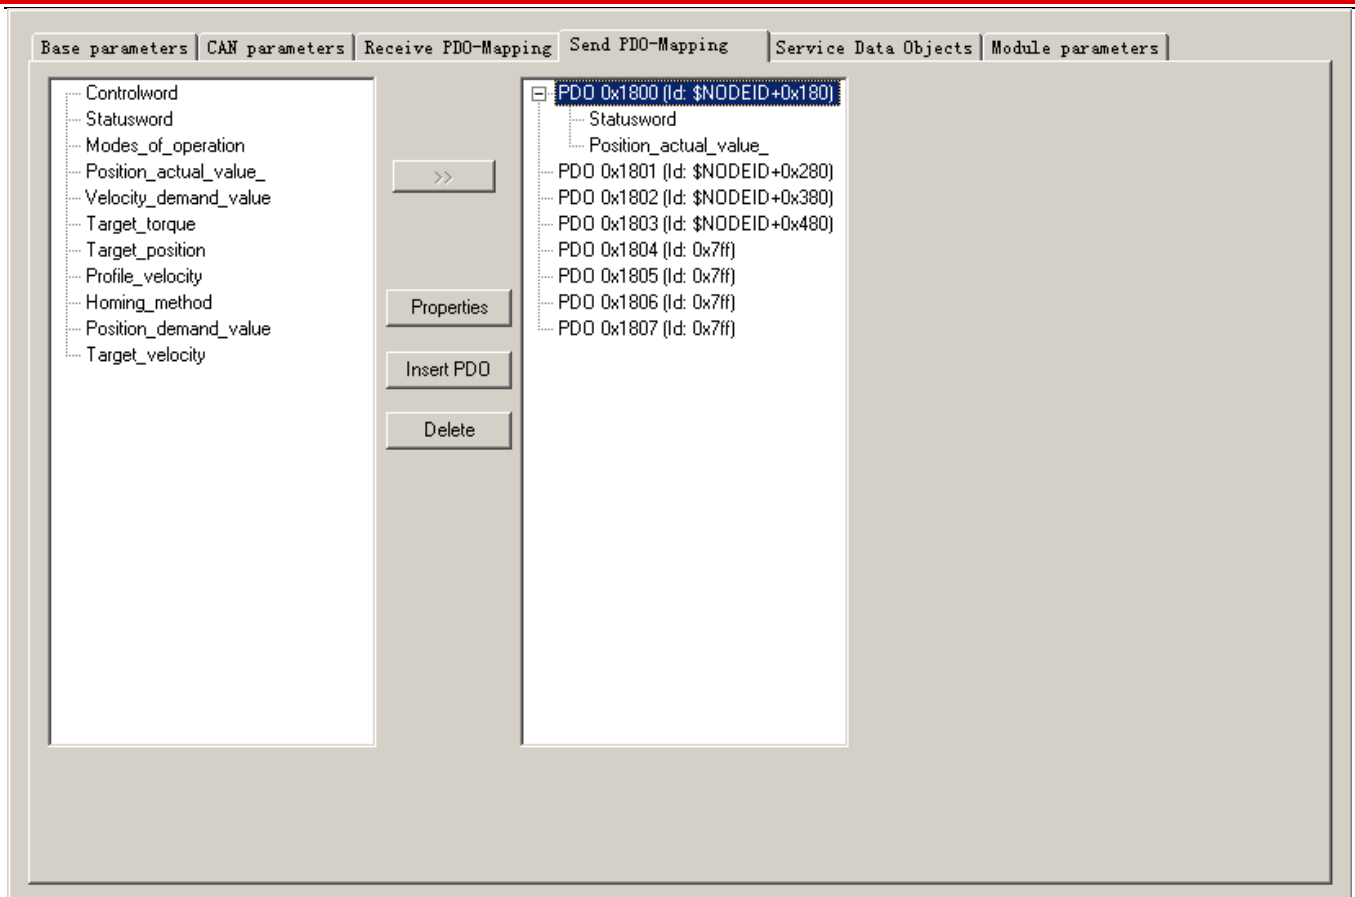 Base parameters CAN parameters Receive PDO-Mapping Send PDO-Mapping Service Data Objects Module parameters
Controlword
Statusword
Modes_of_operation
Position_actual_value_
Velocity_demand_value
Target_torque
Target_position
Profile_velocity
Homing_method
Position_demand_value
Target_velocity
>>
Properties
Insert PDO
Delete
PDO 0x1800 (Id: $NODEID+0x180)
Statusword
Position_actual_value_
PDO 0x1801 (Id: $NODEID+0x280)
PDO 0x1802 (Id: $NODEID+0x380)
PDO 0x1803 (Id: $NODEID+0x480)
PDO 0x1804 (Id: 0x7ff)
PDO 0x1805 (Id: 0x7ff)
PDO 0x1806 (Id: 0x7ff)
PDO 0x1807 (Id: 0x7ff)